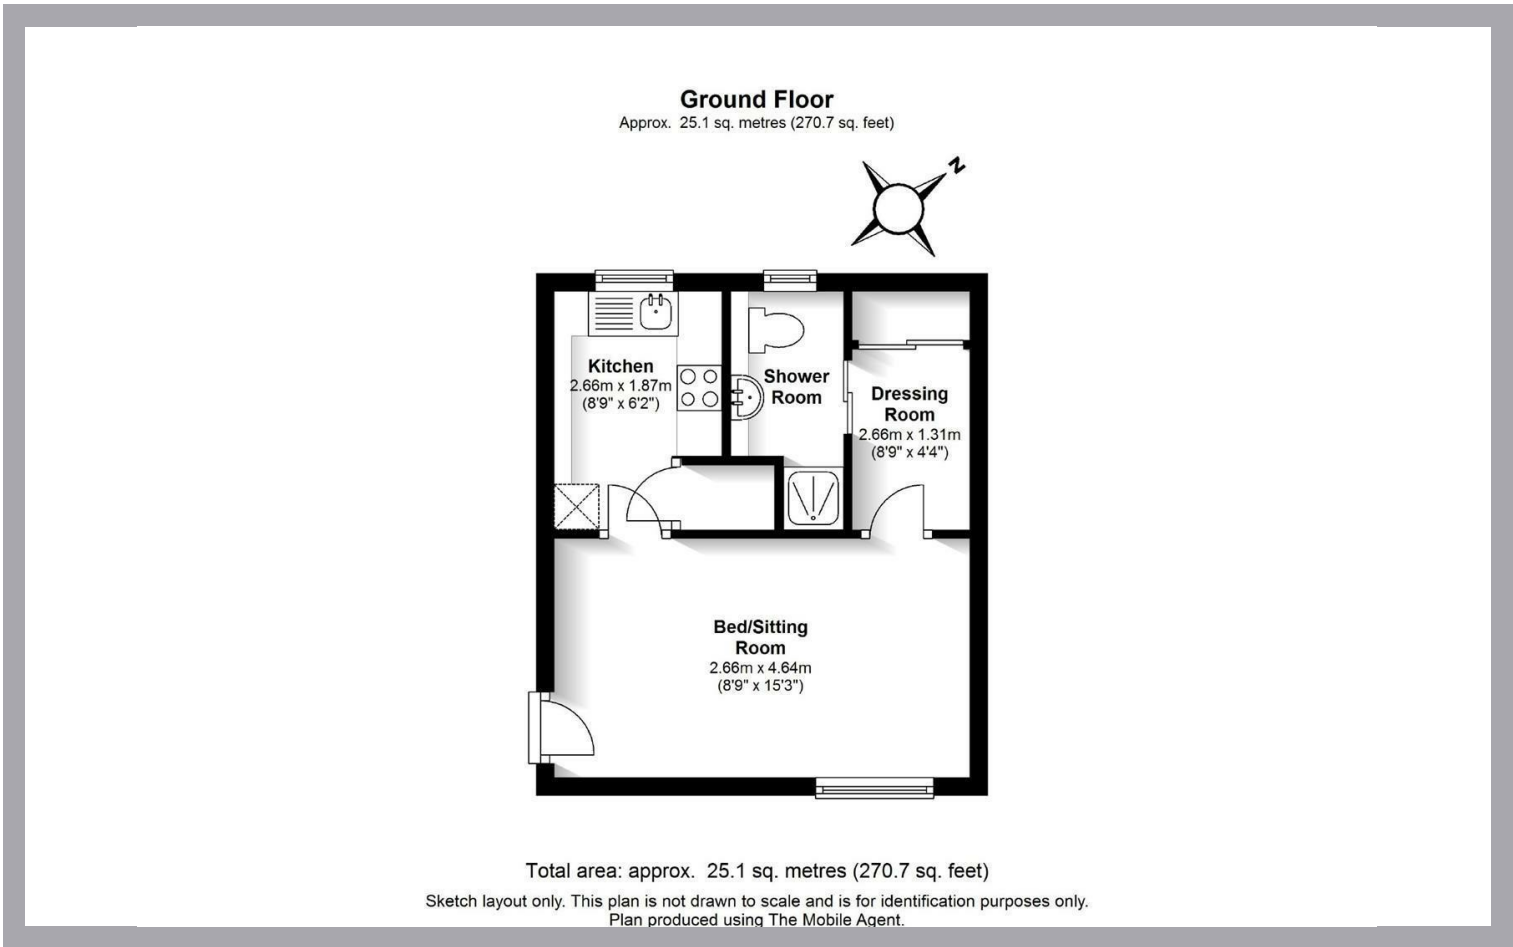 Ground Floor
Approx. 25.1 sq. metres (270.7 sq. feet)
N
Kitchen
2.66m x 1.87m
(8'9" x 6'2")
Shower
Room
Dressing
Room
2.66m x 1.31m
(8'9" x 4'4")
Bed/Sitting
Room
2.66m x 4.64m
(8'9" x 15'3")
Total area: approx. 25.1 sq. metres (270.7 sq. feet)
Sketch layout only. This plan is not drawn to scale and is for identification purposes only.
Plan produced using The Mobile Agent.